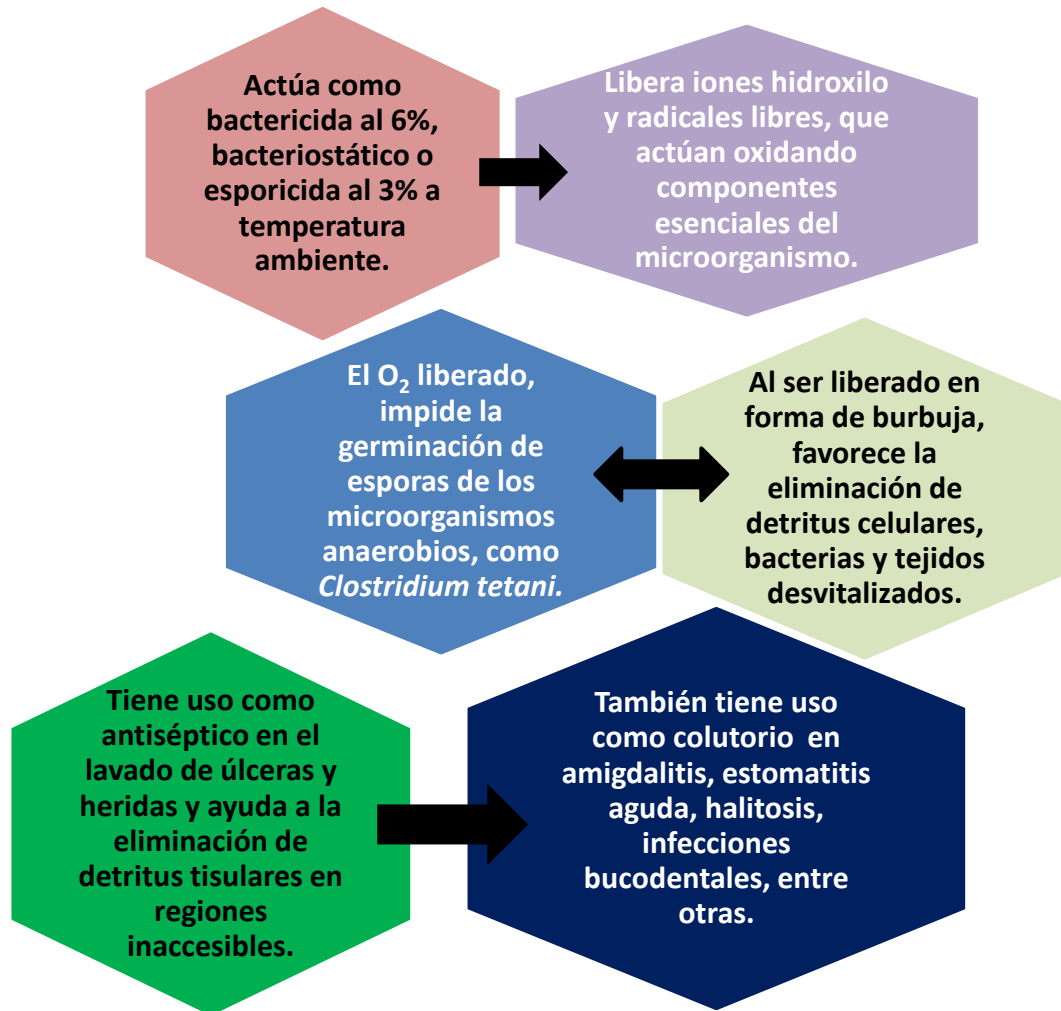 Actúa como
bactericida al 6%,
bacteriostático o
esporicida al 3% a
temperatura
ambiente.
Libera iones hidroxilo
y radicales libres, que
actúan oxidando
componentes
esenciales del
microorganismo.
El O₂ liberado,
impide la
germinación de
esporas de los
microorganismos
anaerobios, como
Clostridium tetani.
Al ser liberado en
forma de burbuja,
favorece la
eliminación de
detritus celulares,
bacterias y tejidos
desvitalizados.
Tiene uso como
antiséptico en el
lavado de úlceras y
heridas y ayuda a la
eliminación de
detritus tisulares en
regiones
inaccesibles.
También tiene uso
como colutorio en
amigdalitis, estomatitis
aguda, halitosis,
infecciones
bucodentales, entre
otras.